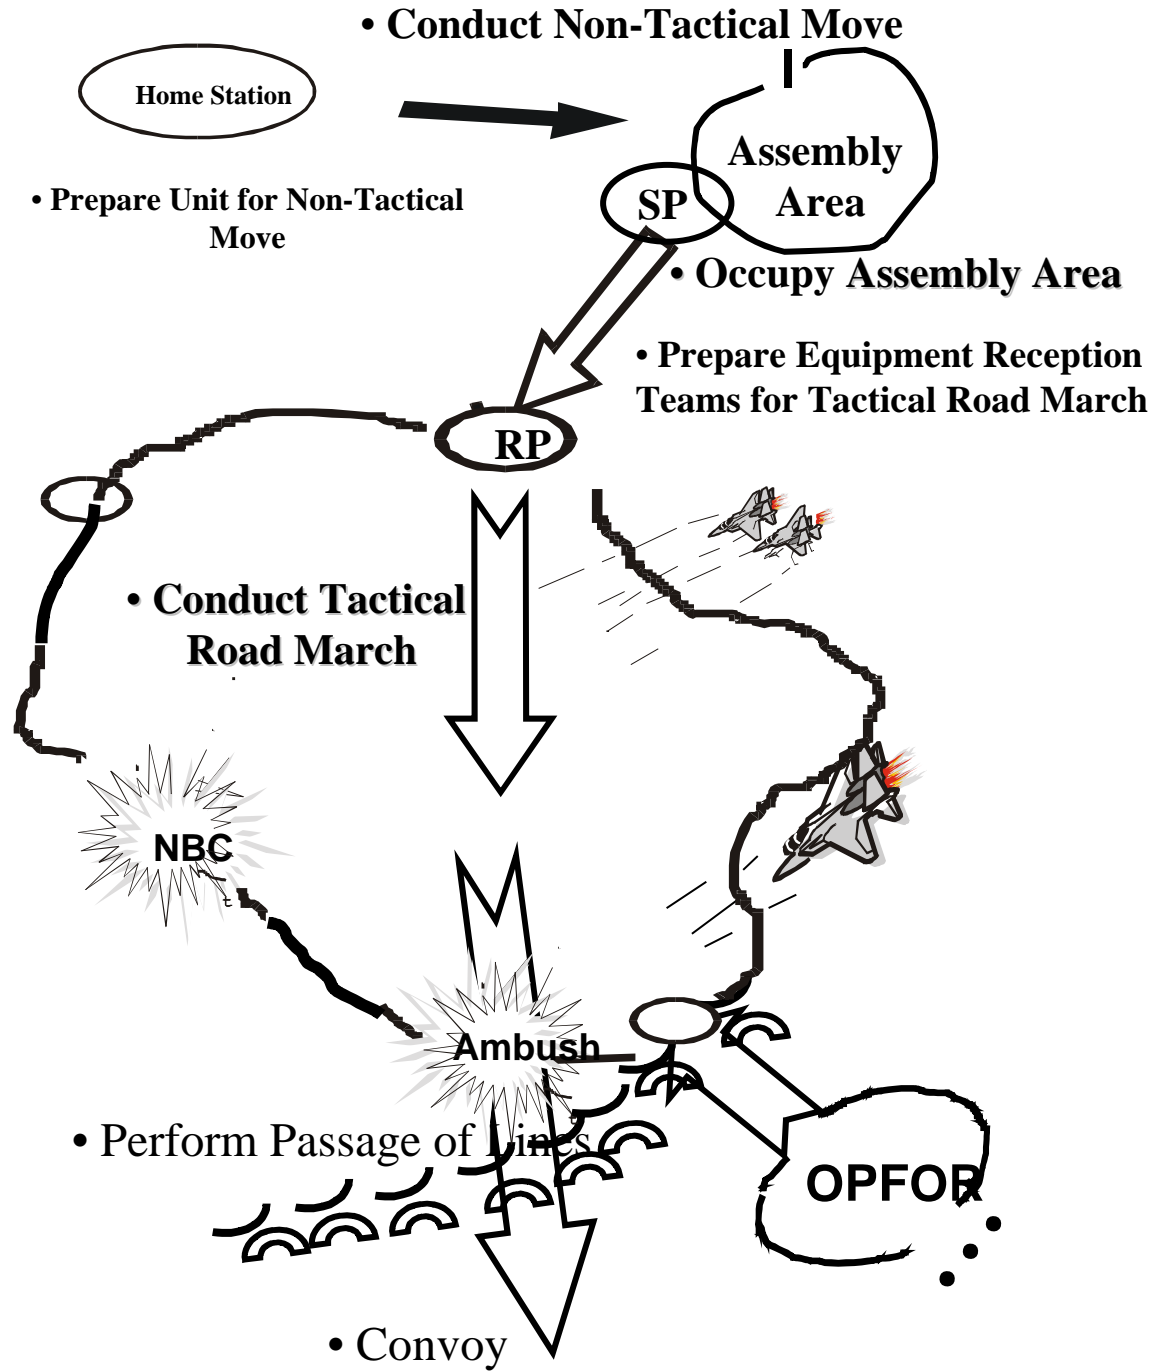 • Conduct Non-Tactical Move
Home Station
Assembly
Area
SP
• Prepare Unit for Non-Tactical
Move
• Occupy Assembly Area
• Prepare Equipment Reception
Teams for Tactical Road March
RP
• Conduct Tactical
Road March
NBC
Ambush
• Perform Passage of Lines
OPFOR
• Convoy